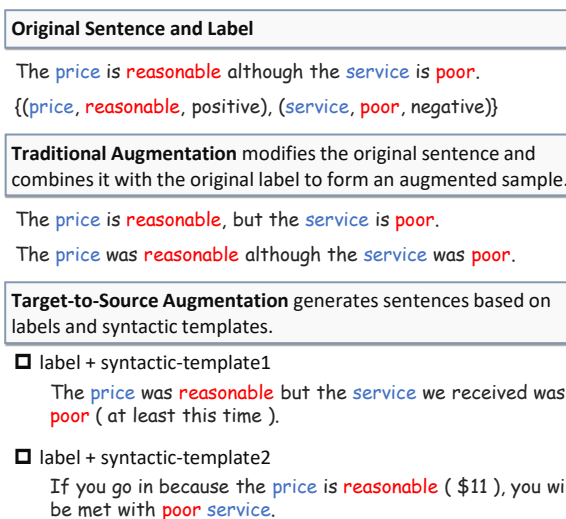 Original Sentence and Label
The price is reasonable although the service is poor.
{(price, reasonable, positive), (service, poor, negative)}
Traditional Augmentation modifies the original sentence and
combines it with the original label to form an augmented sample.
The price is reasonable, but the service is poor.
The price was reasonable although the service was poor.
Target-to-Source Augmentation generates sentences based on
labels and syntactic templates.
label + syntactic-template1
The price was reasonable but the service we received was
poor ( at least this time ).
label + syntactic-template2
If you go in because the price is reasonable ( $11 ), you wi
be met with poor service.